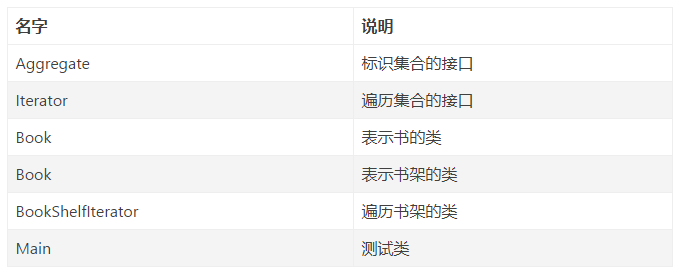 名字 说明
Aggregate 标识集合的接口
Iterator 遍历集合的接口
Book 表示书的类
Book 表示书架的类
BookShelfIterator 遍历书架的类
Main 测试类